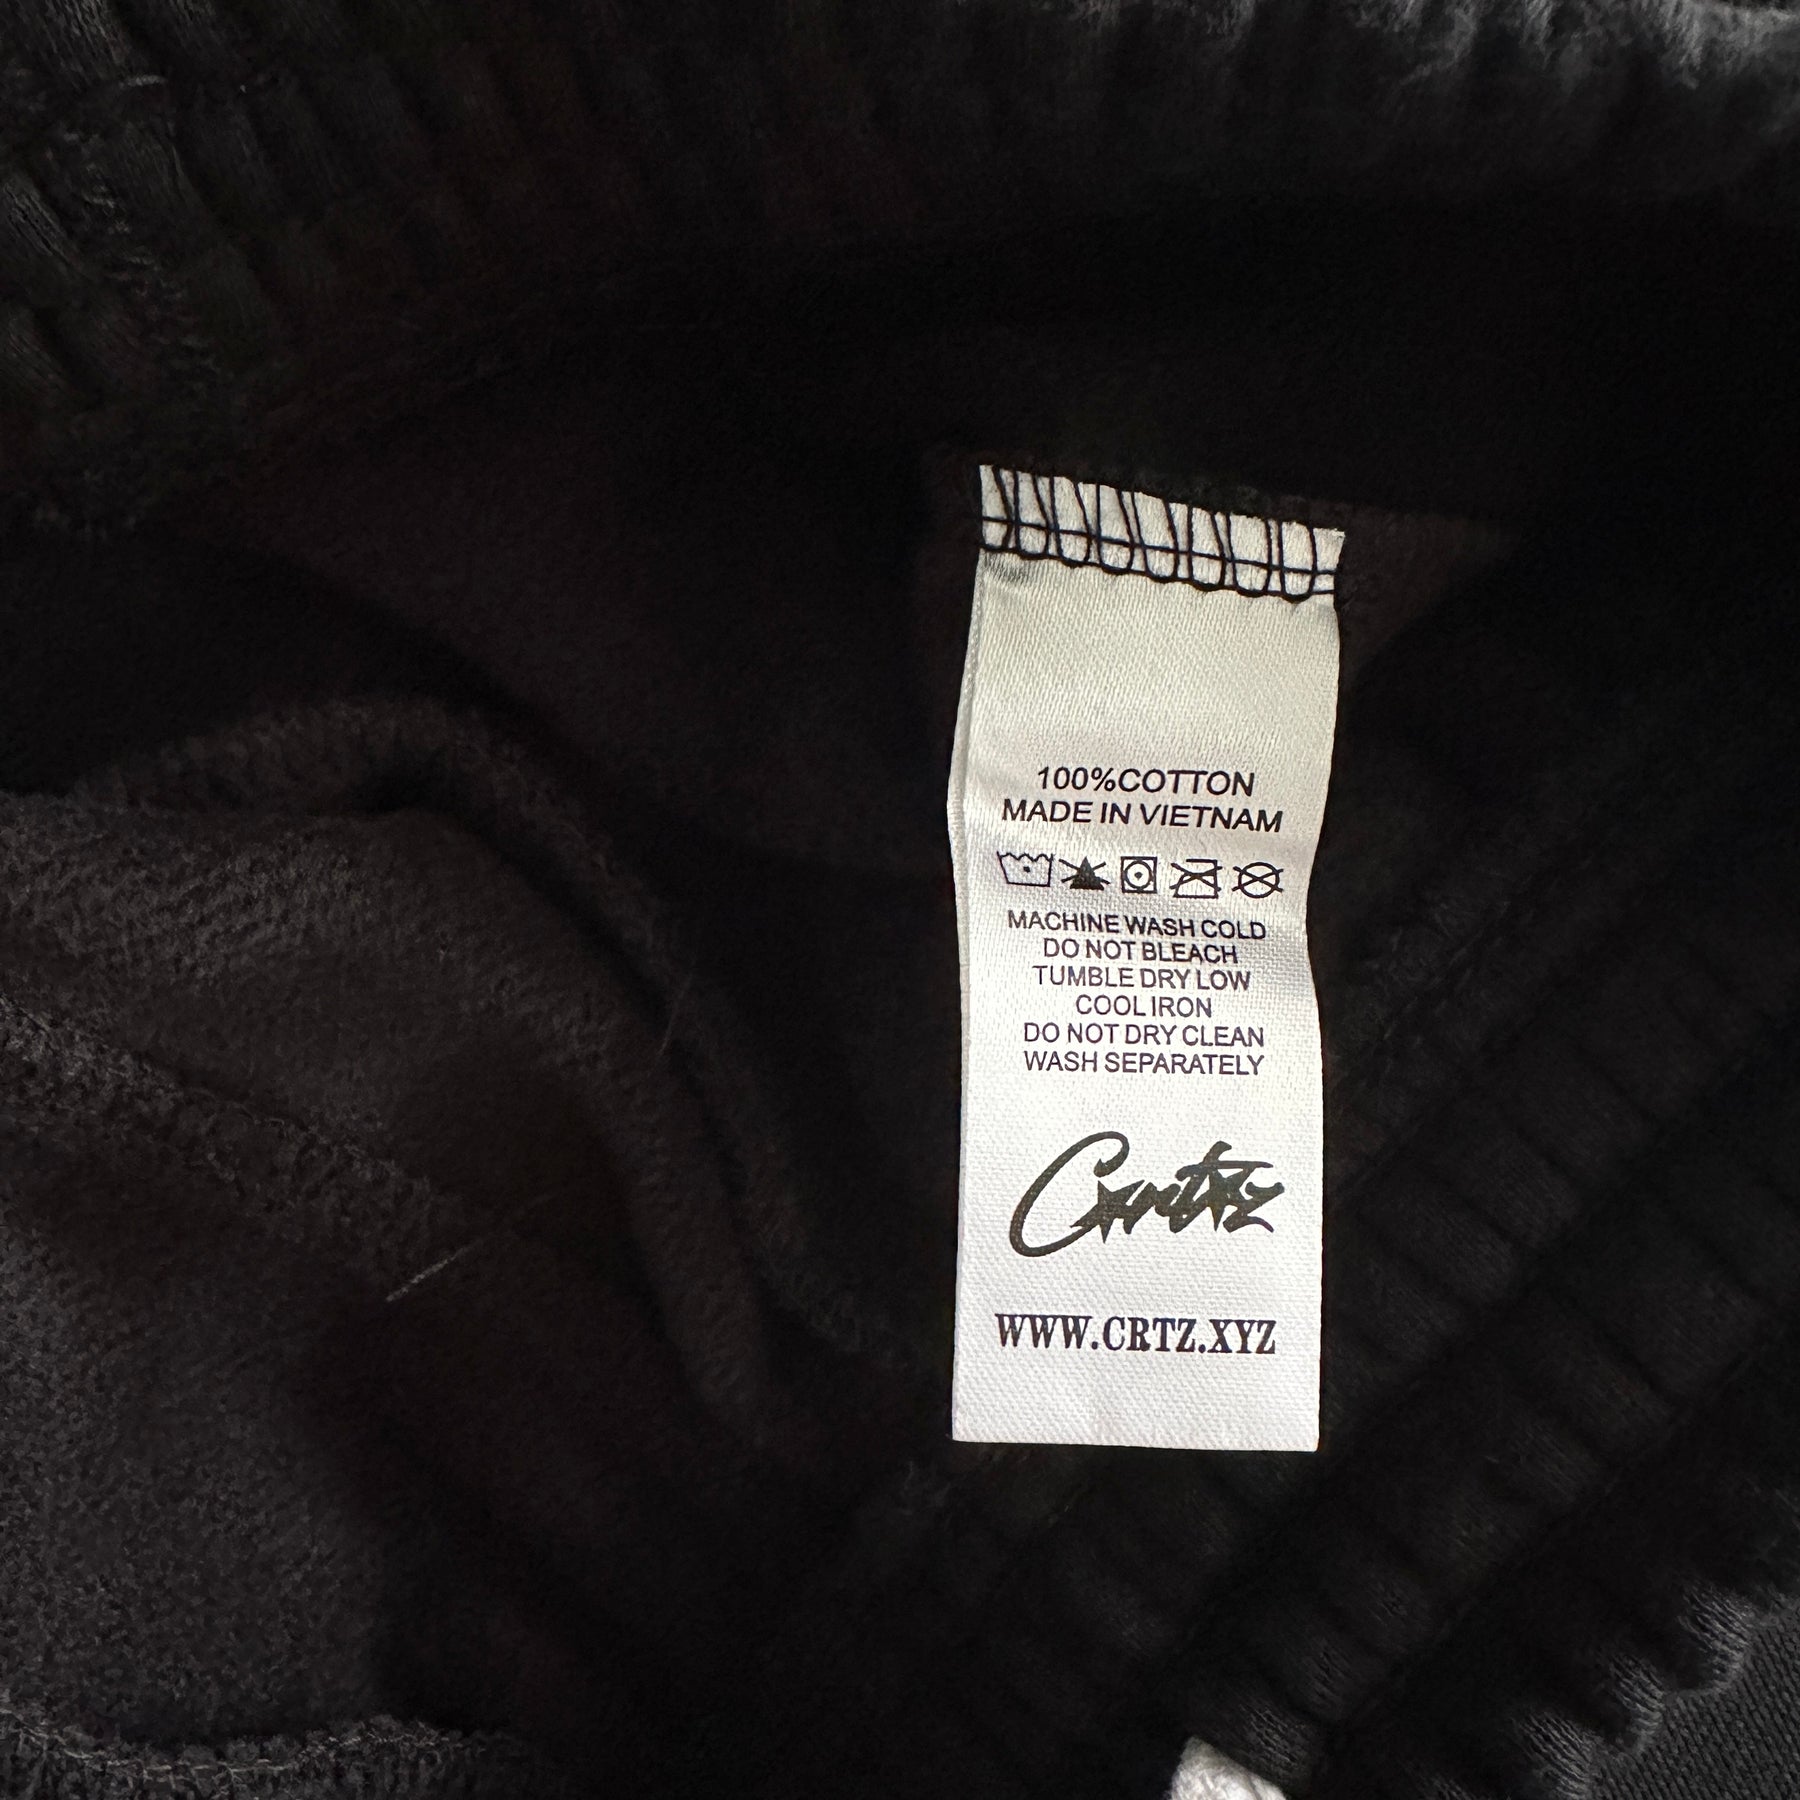 100%COTTON
MADE IN VIETNAM
MACHINE WASH COLD
DO NOT BLEACH
TUMBLE DRY LOW
COOL IRON
DO NOT DRY CLEAN
WASH SEPARATELY
Crrtz
WWW.CRTZ.XYZ